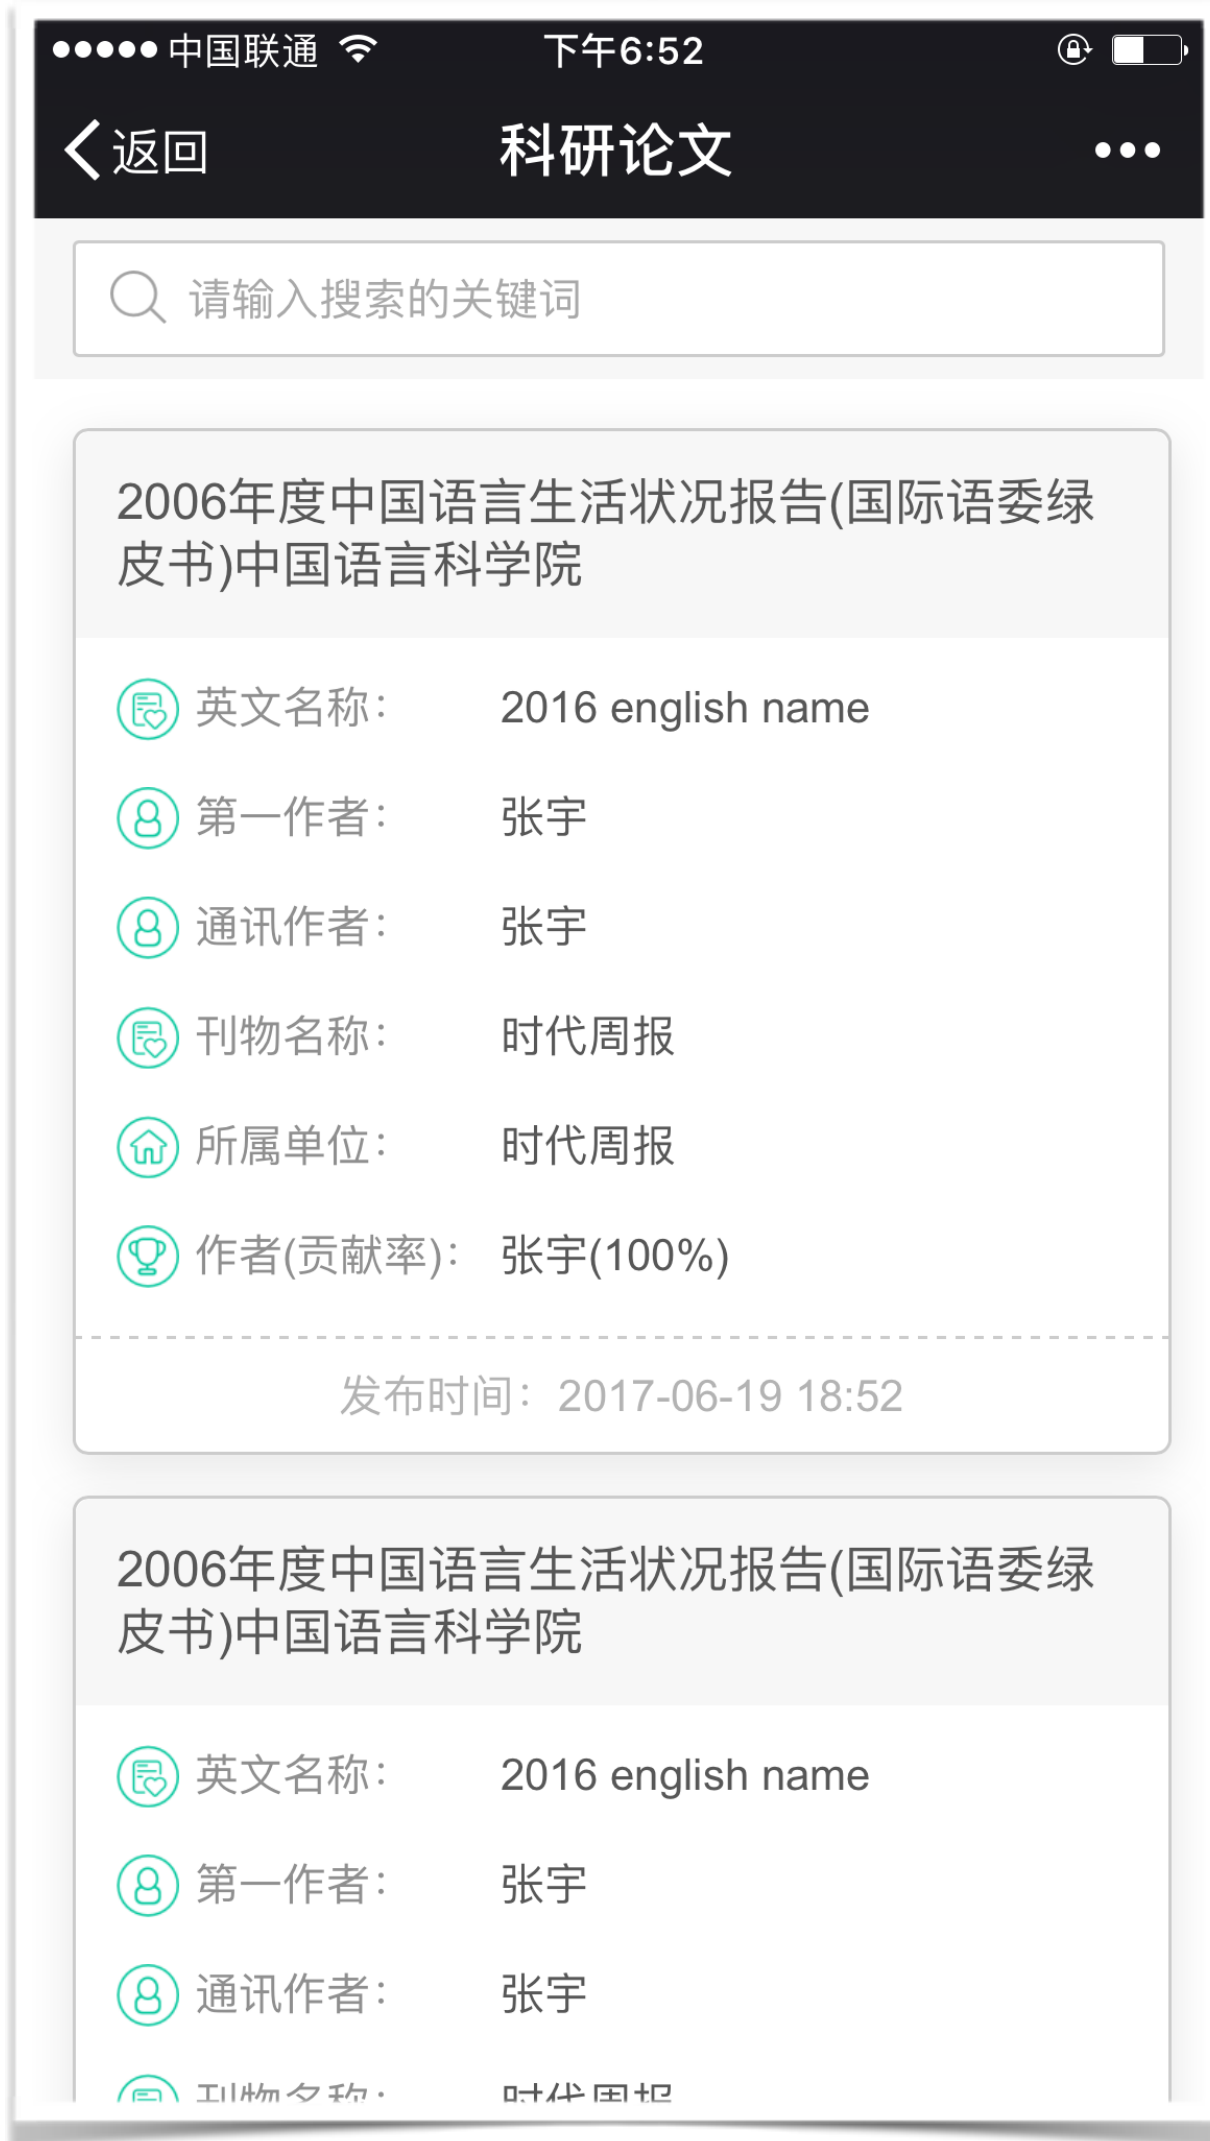 中国联通
下午6:52
返回
科研论文
请输入搜索的关键词
2006年度中国语言生活状况报告(国际语委绿
皮书)中国语言科学院
英文名称： 2016 english name
第一作者： 张宇
通讯作者： 张宇
刊物名称： 时代周报
所属单位： 时代周报
作者(贡献率)： 张宇(100%)
发布时间：2017-06-19 18:52
2006年度中国语言生活状况报告(国际语委绿
皮书)中国语言科学院
英文名称： 2016 english name
第一作者： 张宇
通讯作者： 张宇
刊物名称： 时代周报